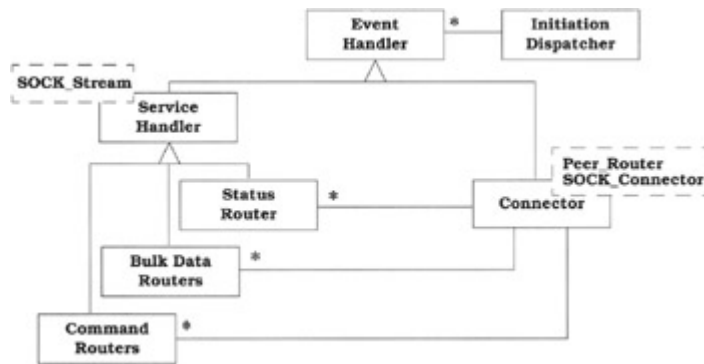 Event
Handler
*
Initiation
Dispatcher
SOCK_Stream
Service
Handler
Peer_Router
SOCK_Connector
Status
Router
*
Connector
Bulk Data
Routers
*
Command
Routers
*